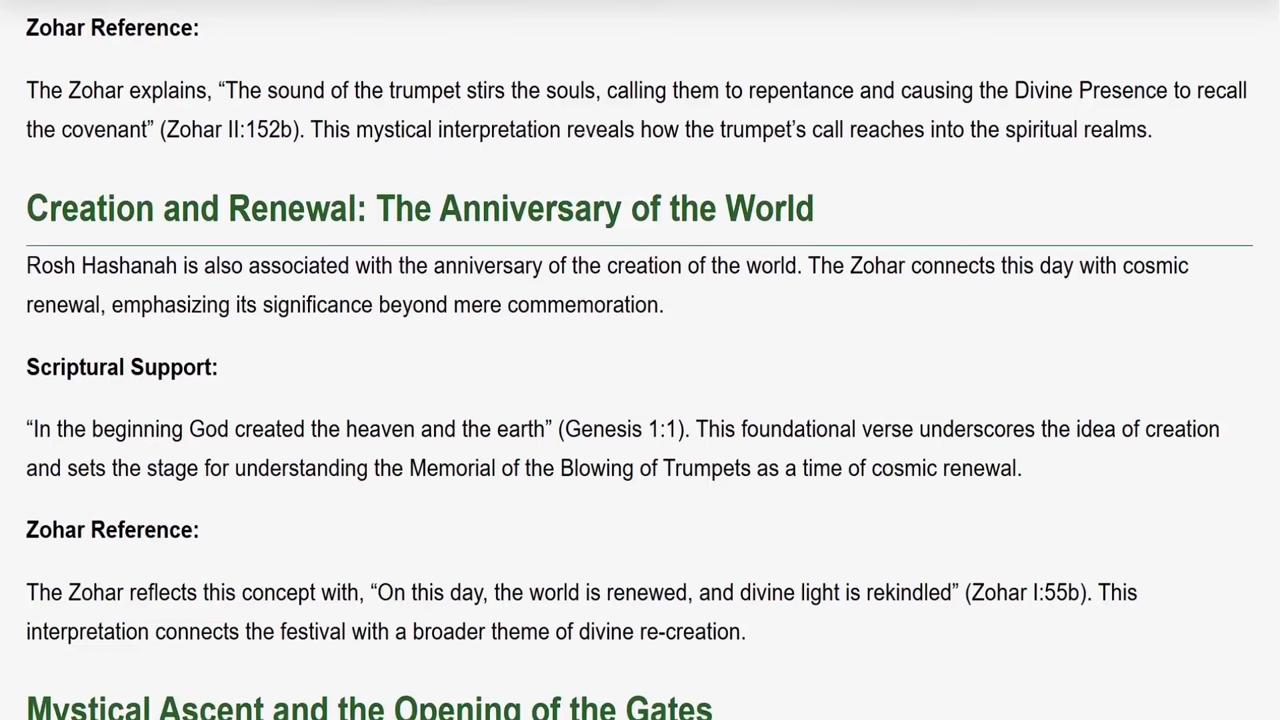 Zohar Reference:
The Zohar explains, “The sound of the trumpet stirs the souls, calling them to repentance and causing the Divine Presence to recall
the covenant” (Zohar II:152b). This mystical interpretation reveals how the trumpet’s call reaches into the spiritual realms.
Creation and Renewal: The Anniversary of the World
Rosh Hashanah is also associated with the anniversary of the creation of the world. The Zohar connects this day with cosmic
renewal, emphasizing its significance beyond mere commemoration.
Scriptural Support:
“In the beginning God created the heaven and the earth” (Genesis 1:1). This foundational verse underscores the idea of creation
and sets the stage for understanding the Memorial of the Blowing of Trumpets as a time of cosmic renewal.
Zohar Reference:
The Zohar reflects this concept with, “On this day, the world is renewed, and divine light is rekindled” (Zohar I:55b). This
interpretation connects the festival with a broader theme of divine re-creation.
Mystical Ascent and the Opening of the Gates